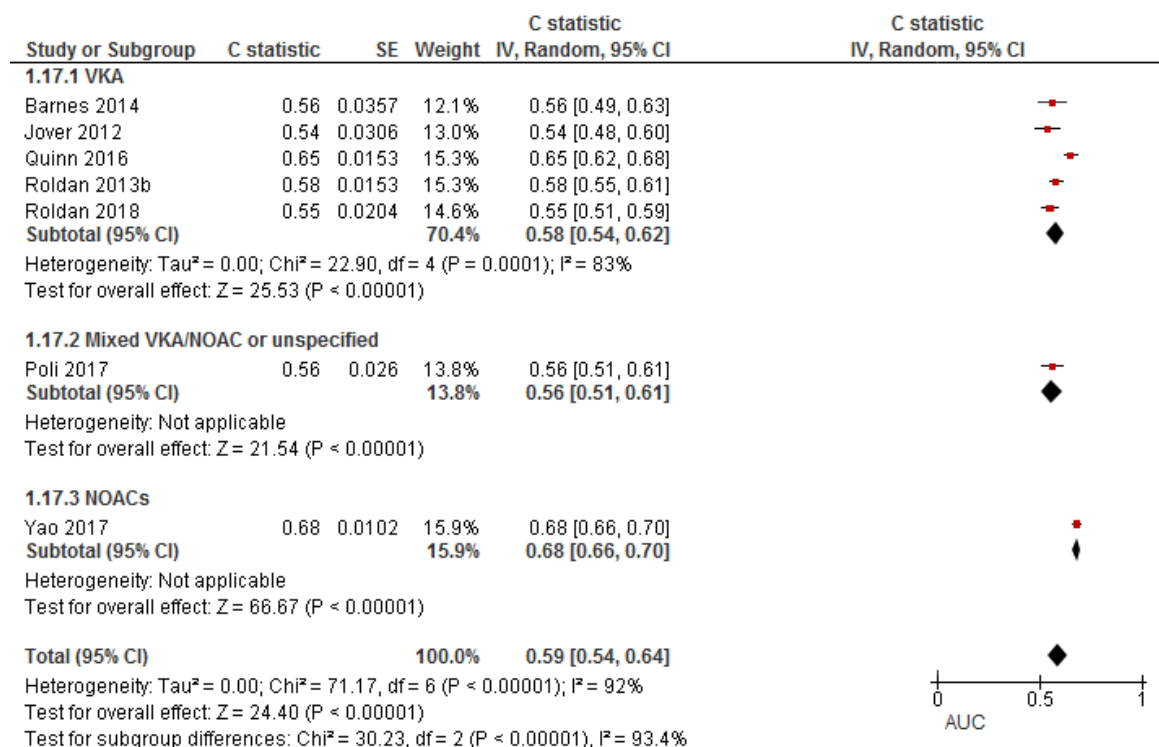 C statistic C statistic
Study or Subgroup C statistic SE Weight IV, Random, 95% CI IV, Random, 95% CI
1.17.1 VKA
Barnes 2014 0.56 0.0357 12.1% 0.56 [0.49, 0.63]
Jover 2012 0.54 0.0306 13.0% 0.54 [0.48, 0.60]
Quinn 2016 0.65 0.0153 15.3% 0.65 [0.62, 0.68]
Roldan 2013b 0.58 0.0153 15.3% 0.58 [0.55, 0.61]
Roldan 2018 0.55 0.0204 14.6% 0.55 [0.51, 0.59]
Subtotal (95% CI) 70.4% 0.58 [0.54, 0.62]
Heterogeneity: Tau² = 0.00; Chi² = 22.90, df = 4 (P = 0.0001); I² = 83%
Test for overall effect: Z = 25.53 (P < 0.00001)
1.17.2 Mixed VKA/NOAC or unspecified
Poli 2017 0.56 0.026 13.8% 0.56 [0.51, 0.61]
Subtotal (95% CI) 13.8% 0.56 [0.51, 0.61]
Heterogeneity: Not applicable
Test for overall effect: Z = 21.54 (P < 0.00001)
1.17.3 NOACs
Yao 2017 0.68 0.0102 15.9% 0.68 [0.66, 0.70]
Subtotal (95% CI) 15.9% 0.68 [0.66, 0.70]
Heterogeneity: Not applicable
Test for overall effect: Z = 66.67 (P < 0.00001)
Total (95% CI) 100.0% 0.59 [0.54, 0.64]
Heterogeneity: Tau² = 0.00; Chi² = 71.17, df = 6 (P < 0.00001); I² = 92%
Test for overall effect: Z = 24.40 (P < 0.00001)
Test for subgroup differences: Chi² = 30.23, df = 2 (P < 0.00001), I² = 93.4%
0 0.5 1
AUC